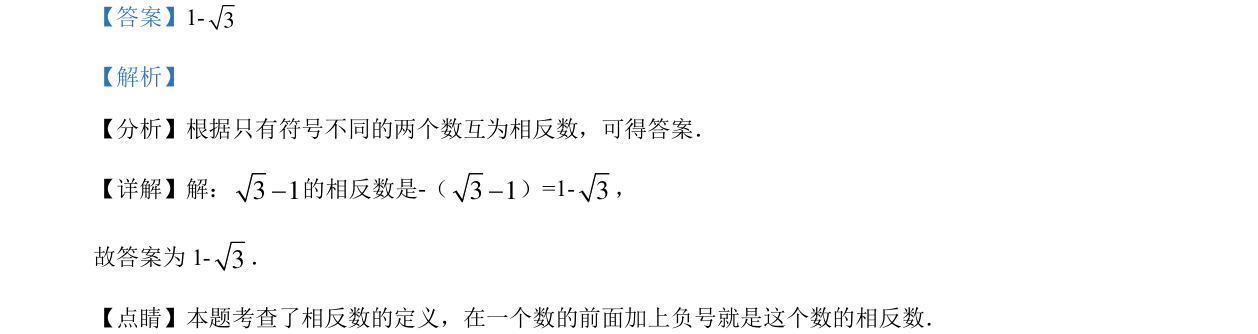 【答案】1-√3
【解析】
【分析】根据只有符号不同的两个数互为相反数，可得答案．
【详解】解：√3–1的相反数是-（√3–1）=1-√3，
故答案为 1-√3．
【点睛】本题考查了相反数的定义，在一个数的前面加上负号就是这个数的相反数．